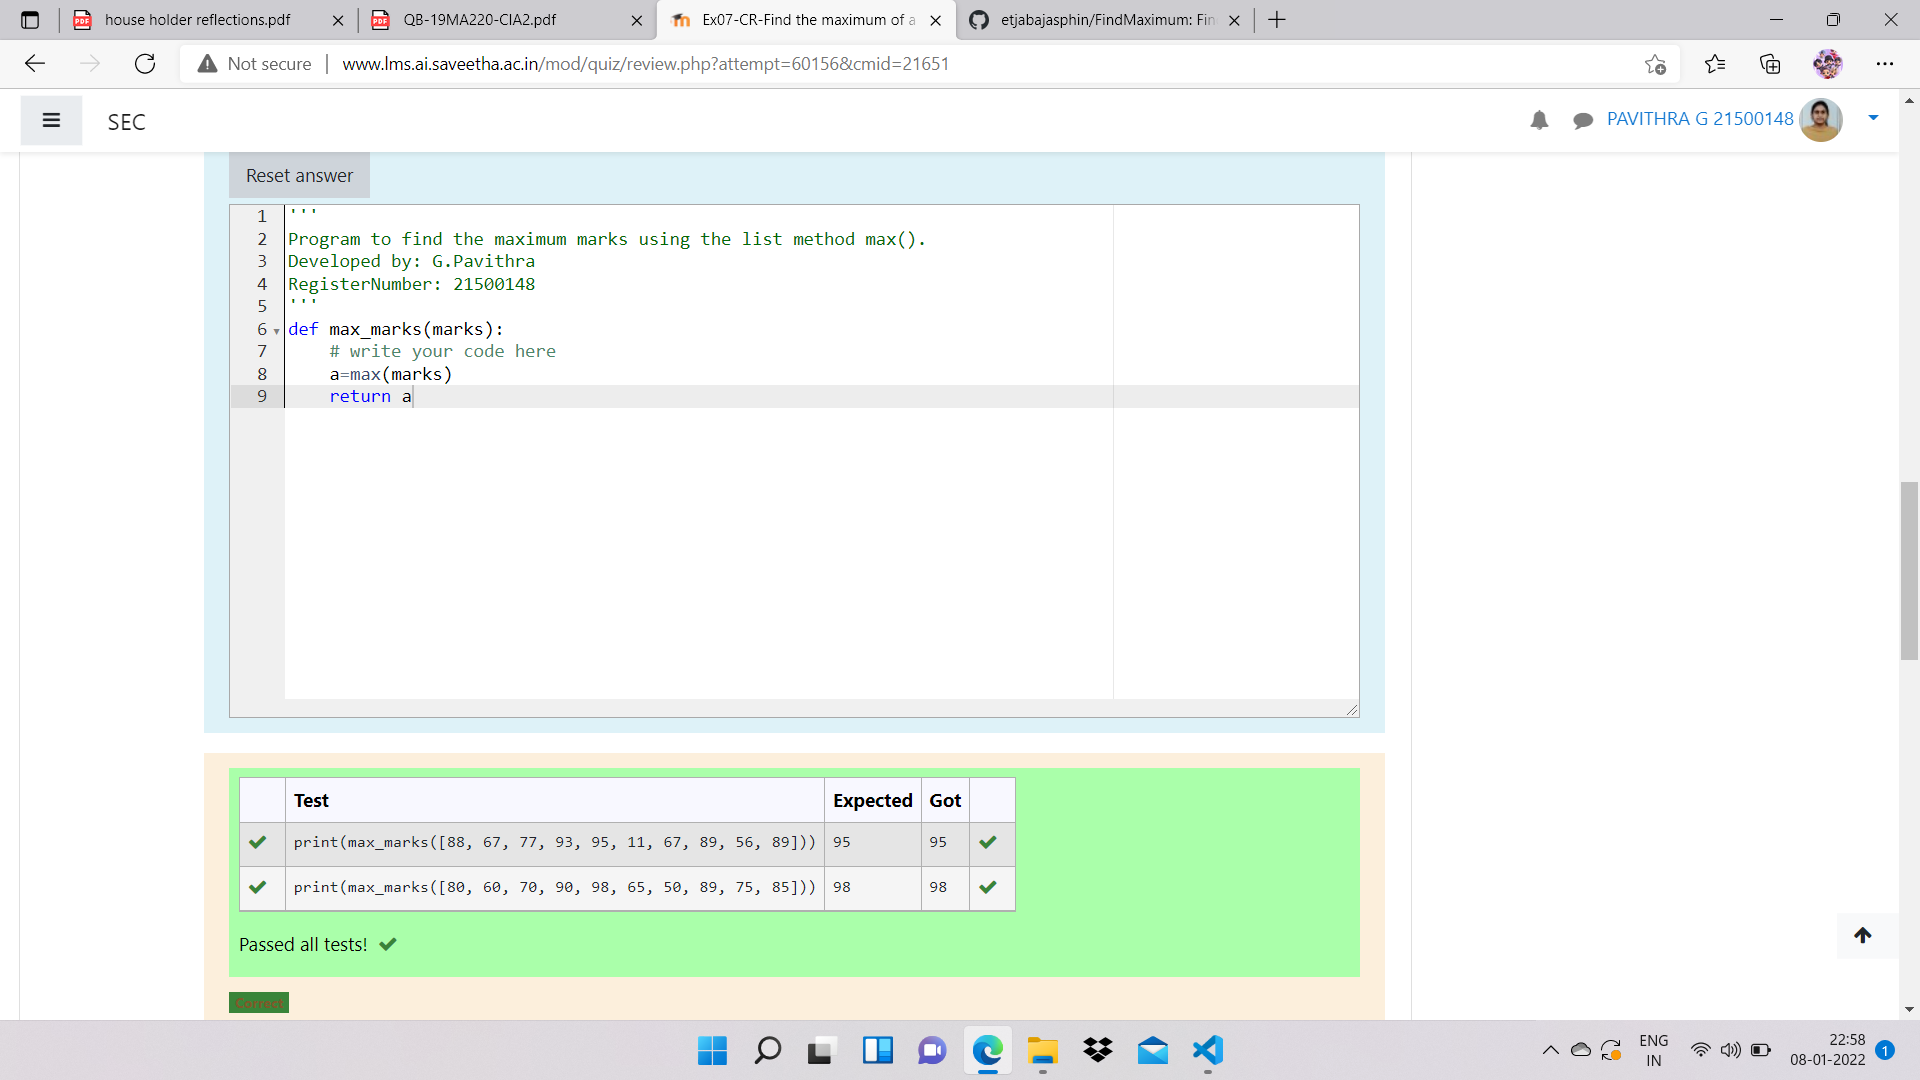 house holder reflections.pdf
QB-19MA220-CIA2.pdf
Ex07-CR-Find the maximum of a
etjabajasphin/FindMaximum: Fin
Not secure
www.lms.ai.saveetha.ac.in/mod/quiz/review.php?attempt=60156&cmid=21651
SEC
PAVITHRA G 21500148
Reset answer
1 '''
2 Program to find the maximum marks using the list method max().
3 Developed by: G.Pavithra
4 RegisterNumber: 21500148
5 '''
6 def max_marks(marks):
7     # write your code here
8     a=max(marks)
9     return a
Test Expected Got
print(max_marks([88, 67, 77, 93, 95, 11, 67, 89, 56, 89])) 95 95
print(max_marks([80, 60, 70, 90, 98, 65, 50, 89, 75, 85])) 98 98
Passed all tests!
Correct
ENG
IN
22:58
08-01-2022
1